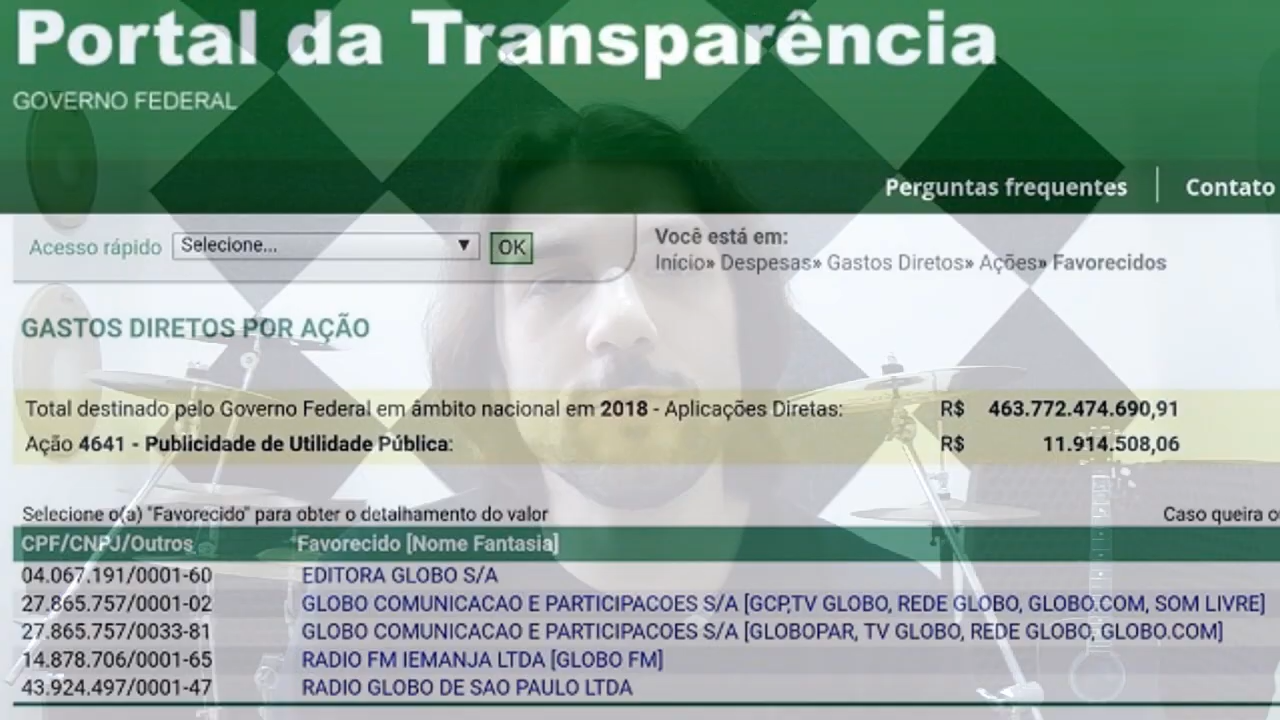 Portal da Transparência
GOVERNO FEDERAL
Perguntas frequentes Contato
Acesso rápido Selecione... OK
Você está em:
Início» Despesas» Gastos Diretos» Ações» Favorecidos
GASTOS DIRETOS POR AÇÃO
Total destinado pelo Governo Federal em âmbito nacional em 2018 - Aplicações Diretas: R$ 463.772.474.690,91
Ação 4641 - Publicidade de Utilidade Pública: R$ 11.914.508,06
Selecione o(a) "Favorecido" para obter o detalhamento do valor Caso queira
CPF/CNPJ/Outros Favorecido [Nome Fantasia]
04.067.191/0001-60 EDITORA GLOBO S/A
27.865.757/0001-02 GLOBO COMUNICACAO E PARTICIPACOES S/A [GCP,TV GLOBO, REDE GLOBO, GLOBO.COM, SOM LIVRE]
27.865.757/0033-81 GLOBO COMUNICACAO E PARTICIPACOES S/A [GLOBOPAR, TV GLOBO, REDE GLOBO, GLOBO.COM]
14.878.706/0001-65 RADIO FM IEMANJA LTDA [GLOBO FM]
43.924.497/0001-47 RADIO GLOBO DE SAO PAULO LTDA